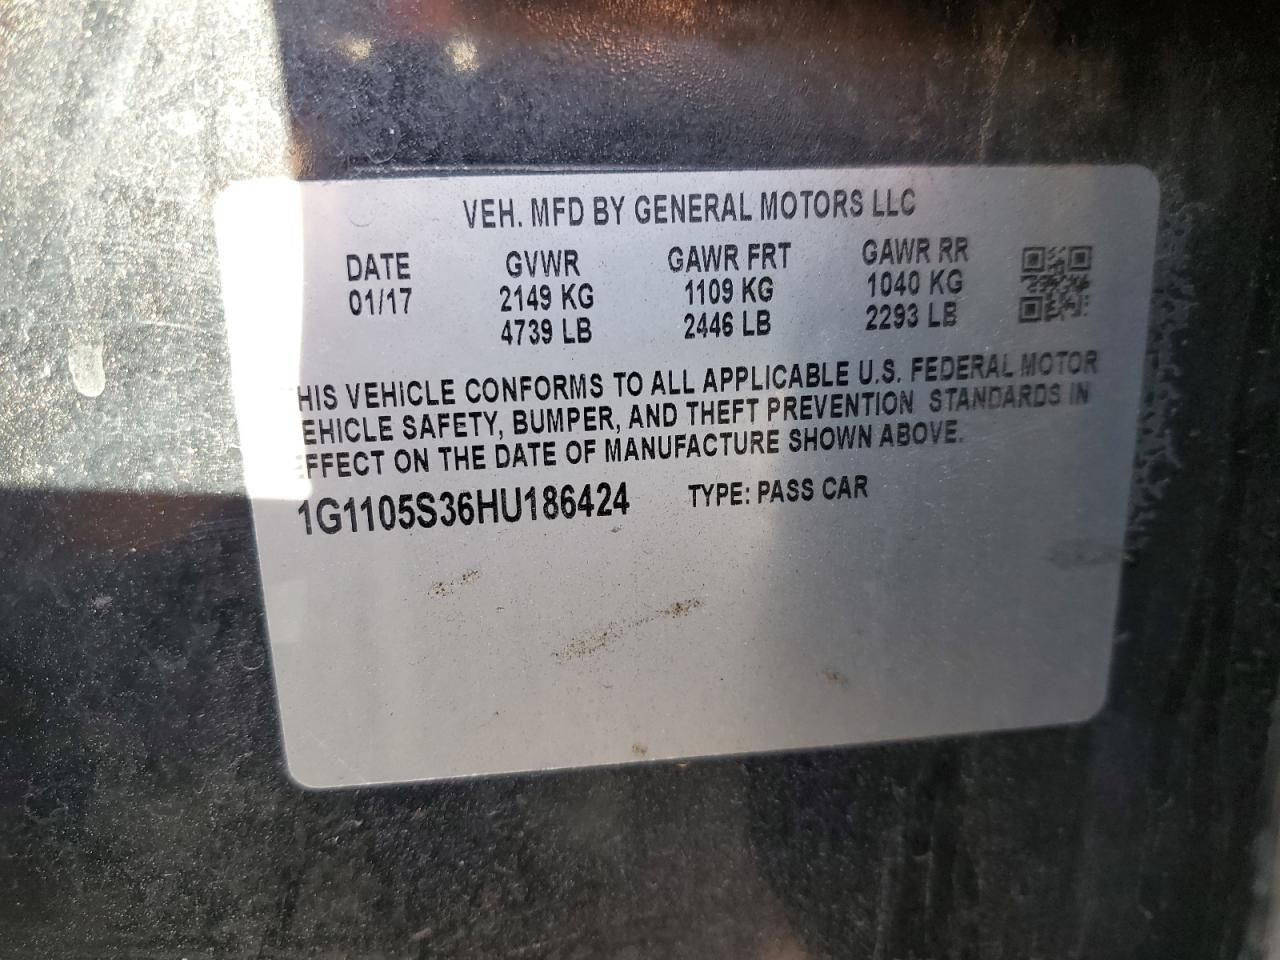 VEH. MFD BY GENERAL MOTORS LLC
DATE GVWR GAWR FRT GAWR RR
01/17 2149 KG 1109 KG 1040 KG
4739 LB 2446 LB 2293 LB
HIS VEHICLE CONFORMS TO ALL APPLICABLE U.S. FEDERAL MOTOR
EHICLE SAFETY, BUMPER, AND THEFT PREVENTION STANDARDS IN
FFECT ON THE DATE OF MANUFACTURE SHOWN ABOVE.
1G1105S36HU186424 TYPE: PASS CAR